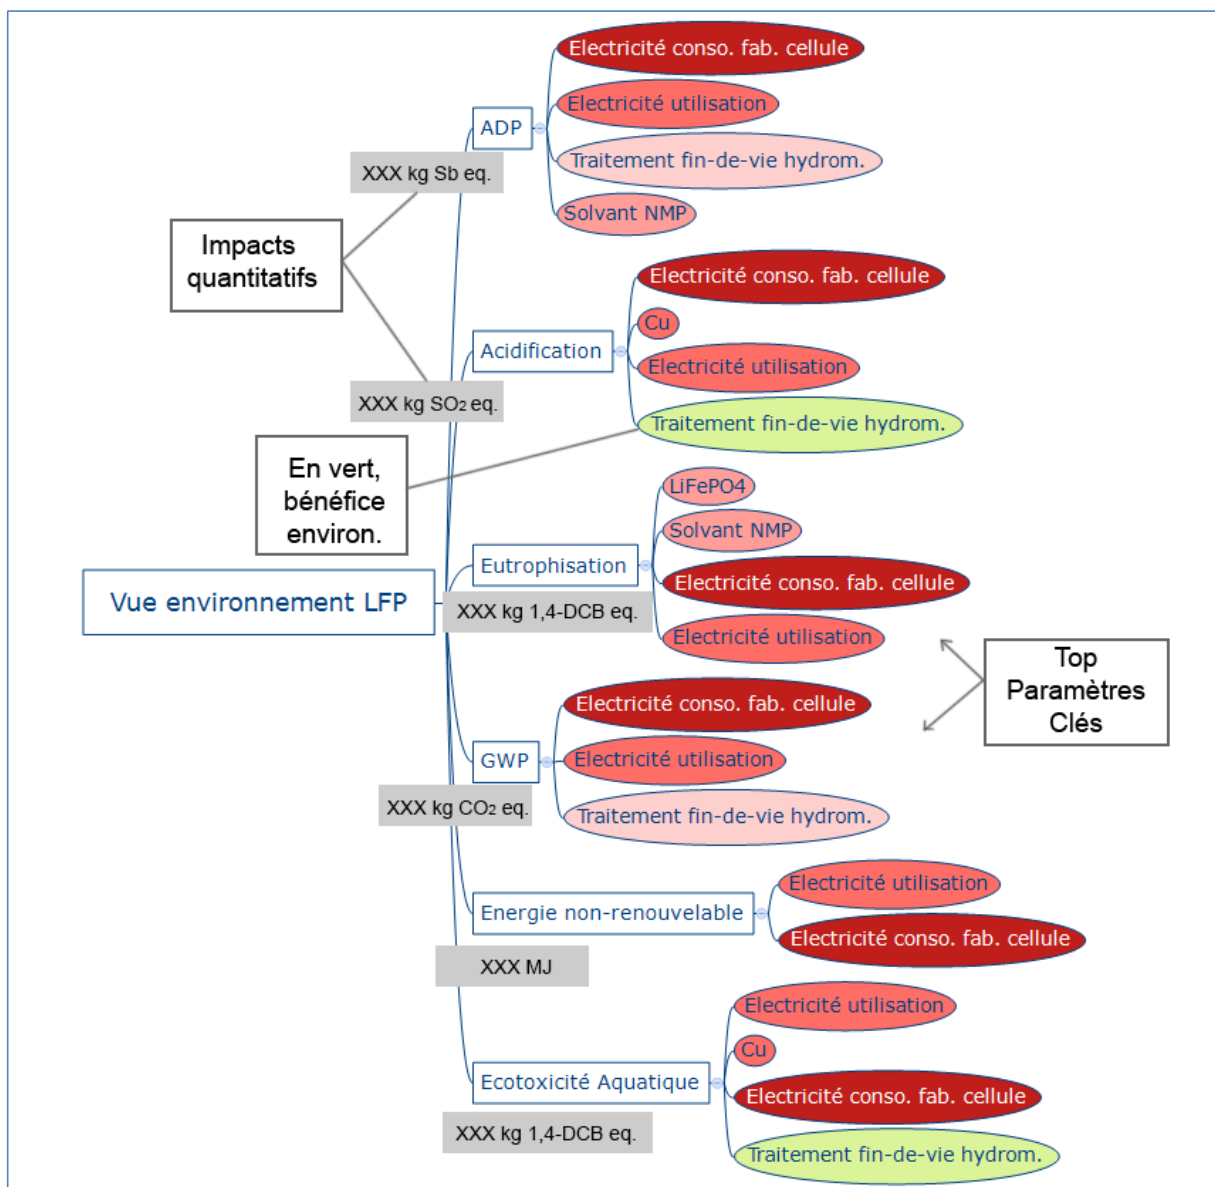 Electricité conso. fab. cellule
Electricité utilisation
ADP
Traitement fin-de-vie hydrom.
XXX kg Sb eq.
Solvant NMP
Impacts
quantitatifs
Electricité conso. fab. cellule
Cu
Acidification
Electricité utilisation
XXX kg SO2 eq.
Traitement fin-de-vie hydrom.
En vert,
bénéfice
environ.
LiFePO4
Solvant NMP
Eutrophisation
Electricité conso. fab. cellule
Vue environnement LFP
XXX kg 1,4-DCB eq.
Electricité utilisation
Top
Paramètres
Clés
Electricité conso. fab. cellule
GWP
Electricité utilisation
XXX kg CO2 eq.
Traitement fin-de-vie hydrom.
Electricité utilisation
Energie non-renouvelable
Electricité conso. fab. cellule
XXX MJ
Electricité utilisation
Cu
Ecotoxicité Aquatique
Electricité conso. fab. cellule
XXX kg 1,4-DCB eq.
Traitement fin-de-vie hydrom.